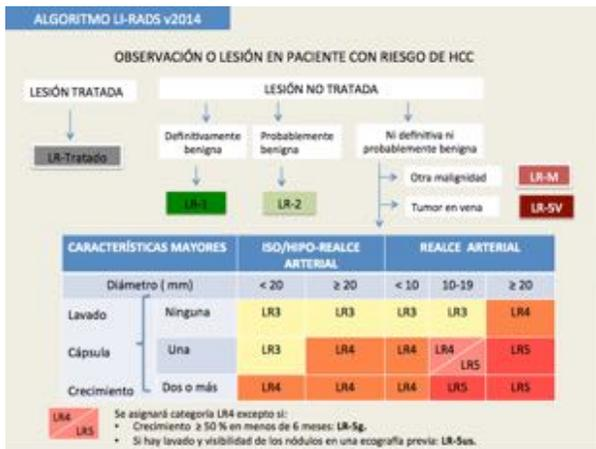 ALGORITMO LI-RADS v2014
OBSERVACIÓN O LESIÓN EN PACIENTE CON RIESGO DE HCC
LESIÓN TRATADA
LESIÓN NO TRATADA
LR-Tratado
Definitivamente benigna
Probablemente benigna
Ni definitiva ni probablemente benigna
LR-1
LR-2
Otra malignidad
LR-M
Tumor en vena
LR-5V
CARACTERÍSTICAS MAYORES
ISO/HIPO-REALCE ARTERIAL
REALCE ARTERIAL
Diámetro ( mm) < 20 ≥ 20 < 10 10-19 ≥ 20
Lavado
Cápsula
Crecimiento
Ninguna LR3 LR3 LR3 LR3 LR4
Una LR3 LR4 LR4 LR4 LR5 LR5
Dos o más LR4 LR4 LR4 LR5 LR5
LR4
LR5
Se asignará categoría LR4 excepto si:
• Crecimiento ≥ 50 % en menos de 6 meses: LR-5g.
• Si hay lavado y visibilidad de los nódulos en una ecografía previa: LR-5us.